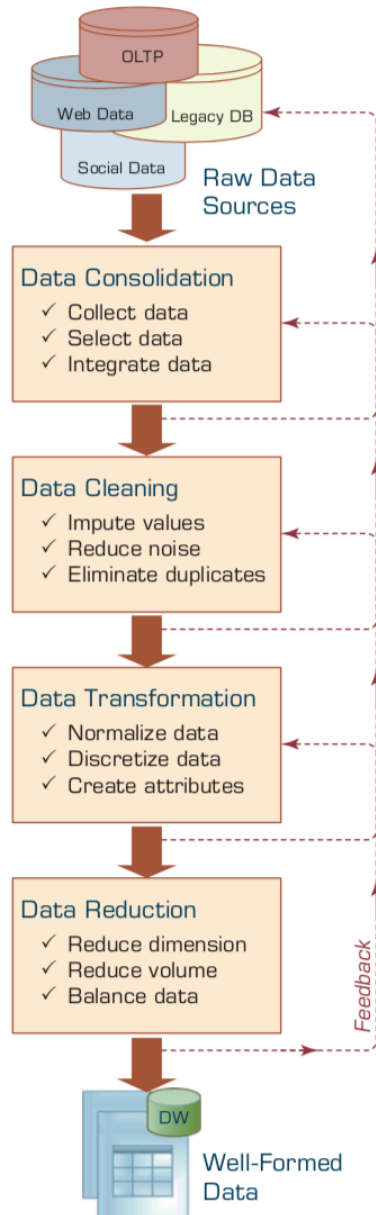 OLTP
Web Data
Legacy DB
Social Data
Raw Data
Sources
Data Consolidation
✓ Collect data
✓ Select data
✓ Integrate data
Data Cleaning
✓ Impute values
✓ Reduce noise
✓ Eliminate duplicates
Data Transformation
✓ Normalize data
✓ Discretize data
✓ Create attributes
Data Reduction
✓ Reduce dimension
✓ Reduce volume
✓ Balance data
Feedback
DW
Well-Formed
Data